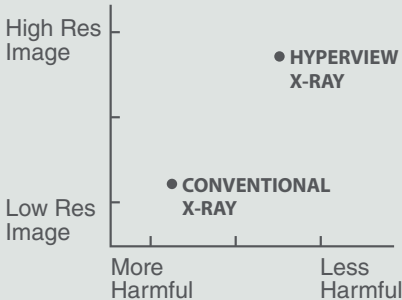 High Res
Image
HYPERVIEW
X-RAY
CONVENTIONAL
X-RAY
Low Res
Image
More
Harmful
Less
Harmful